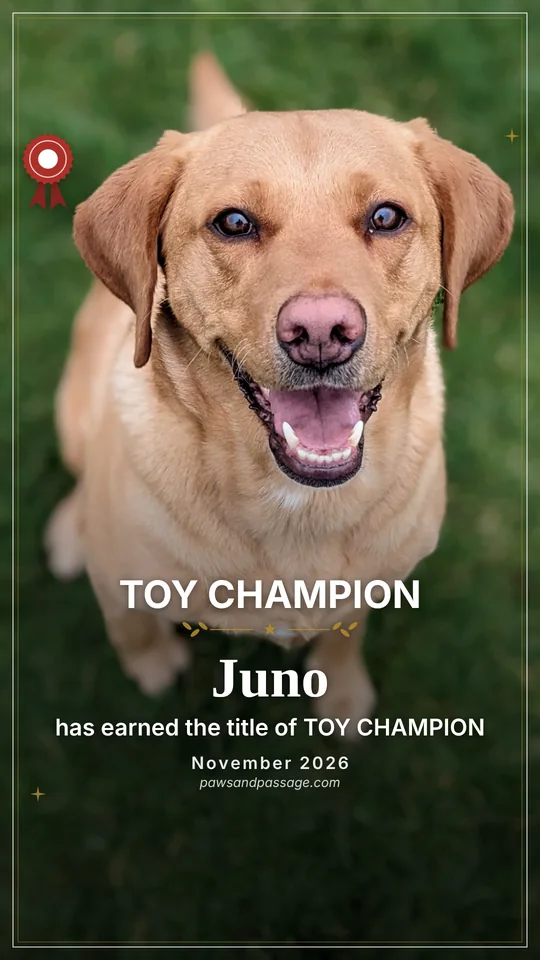 TOY CHAMPION
Juno
has earned the title of TOY CHAMPION
November 2026
pawsandpassage.com